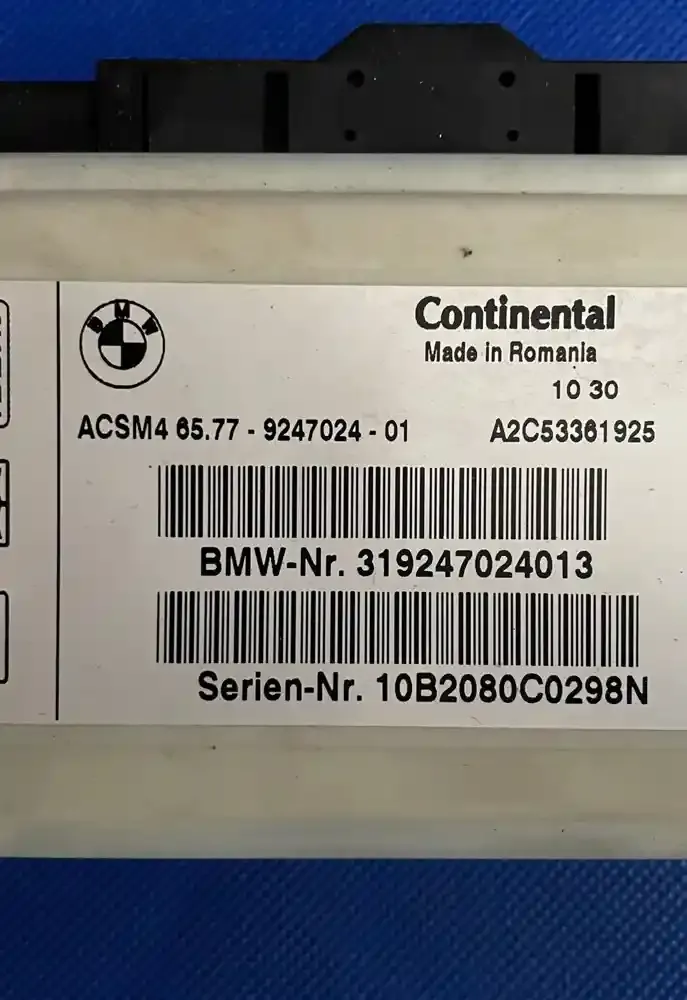 BMW
Continental
Made in Romania
10 30
ACSM4 65.77 - 9247024 - 01 A2C53361925
BMW-Nr. 319247024013
Serien-Nr. 10B2080C0298N